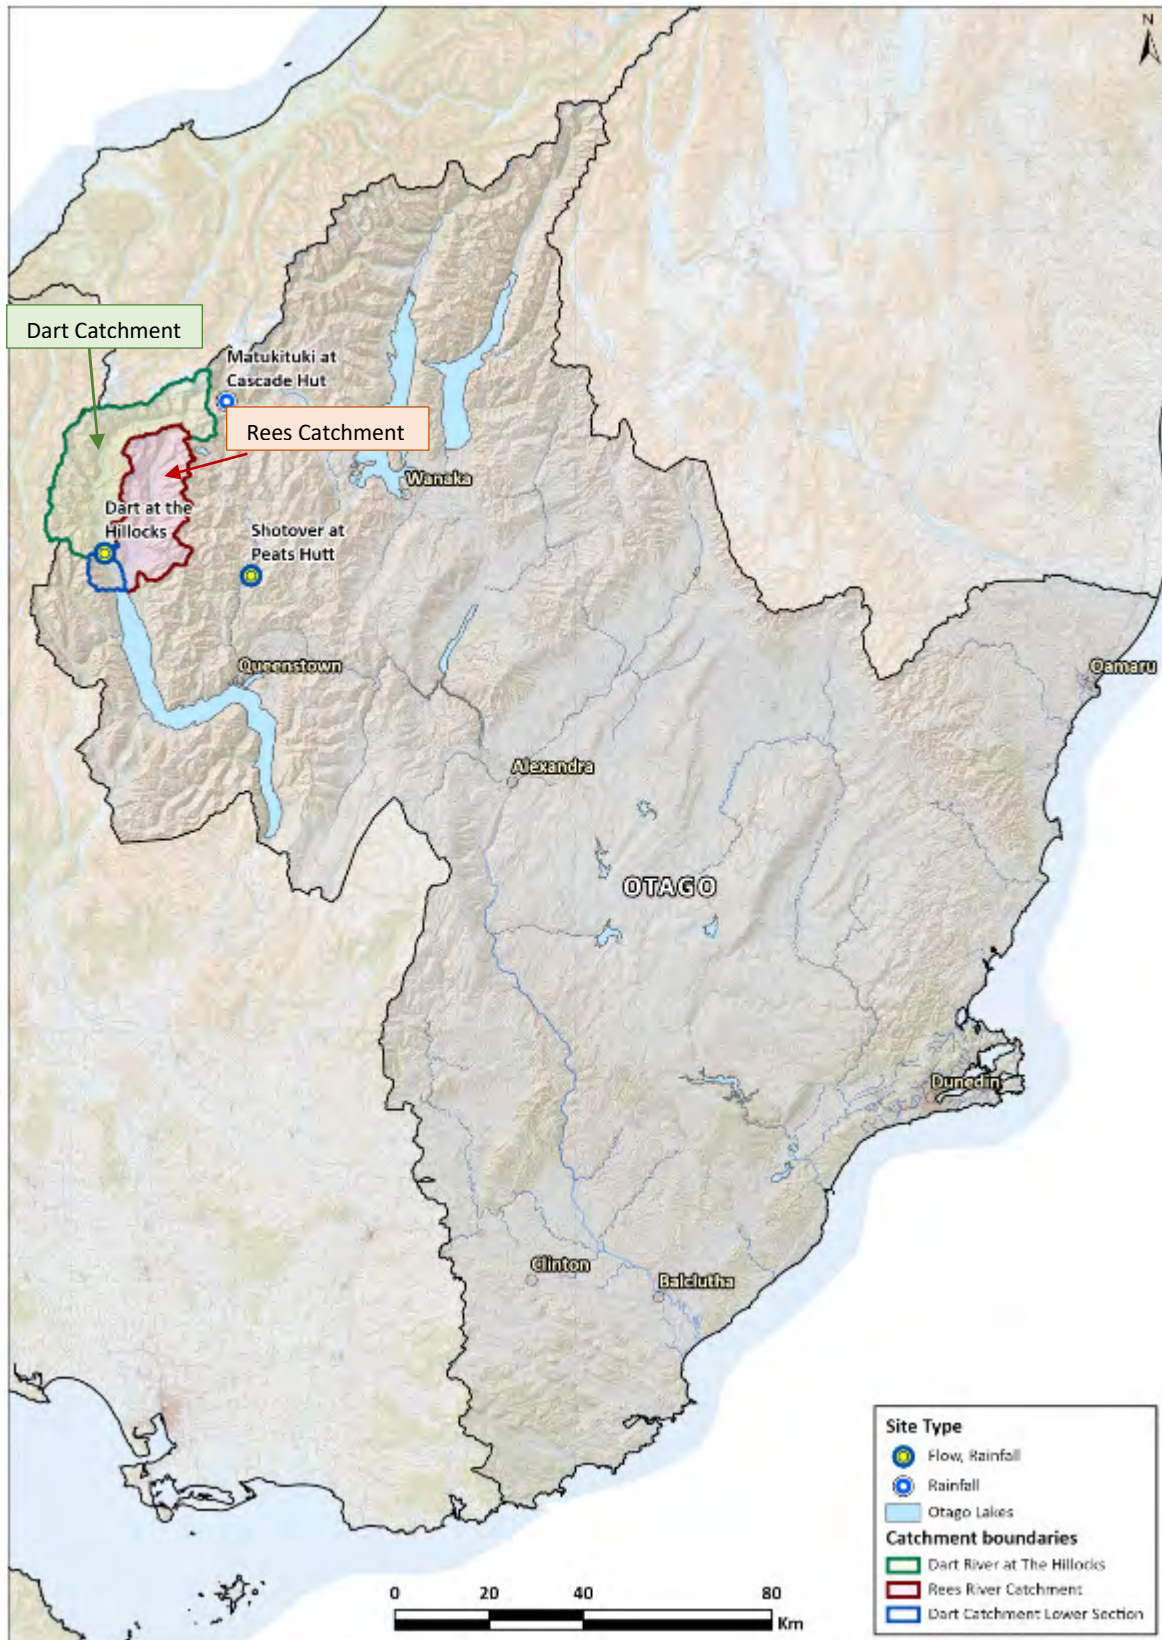 N
Dart Catchment
Matukituki at
Cascade Hut
Rees Catchment
Wanaka
Dart at the
Hillocks
Shotover at
Peats Hutt
Queenstown
Oamaru
Alexandra
OTAGO
Dunedin
Clinton
Balclutha
Site Type
Flow, Rainfall
Rainfall
Otago Lakes
Catchment boundaries
Dart River at The Hillocks
Rees River Catchment
Dart Catchment Lower Section
0 20 40 80
Km